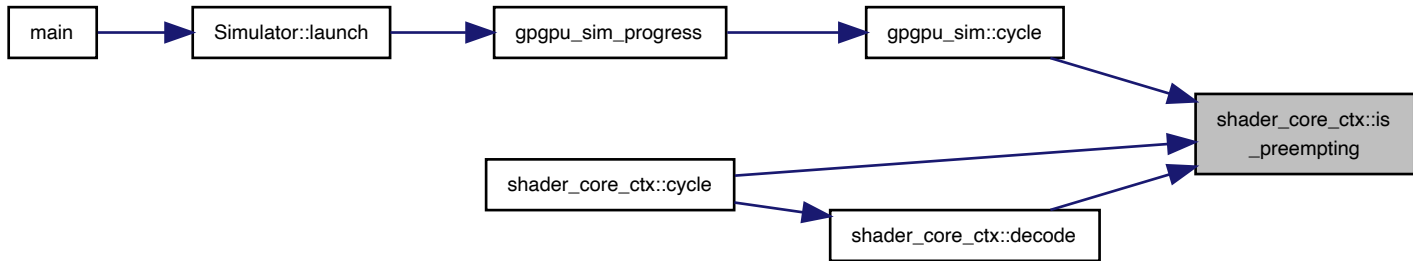 main
Simulator::launch
gpgpu_sim_progress
gpgpu_sim::cycle
shader_core_ctx::is
_preempting
shader_core_ctx::cycle
shader_core_ctx::decode